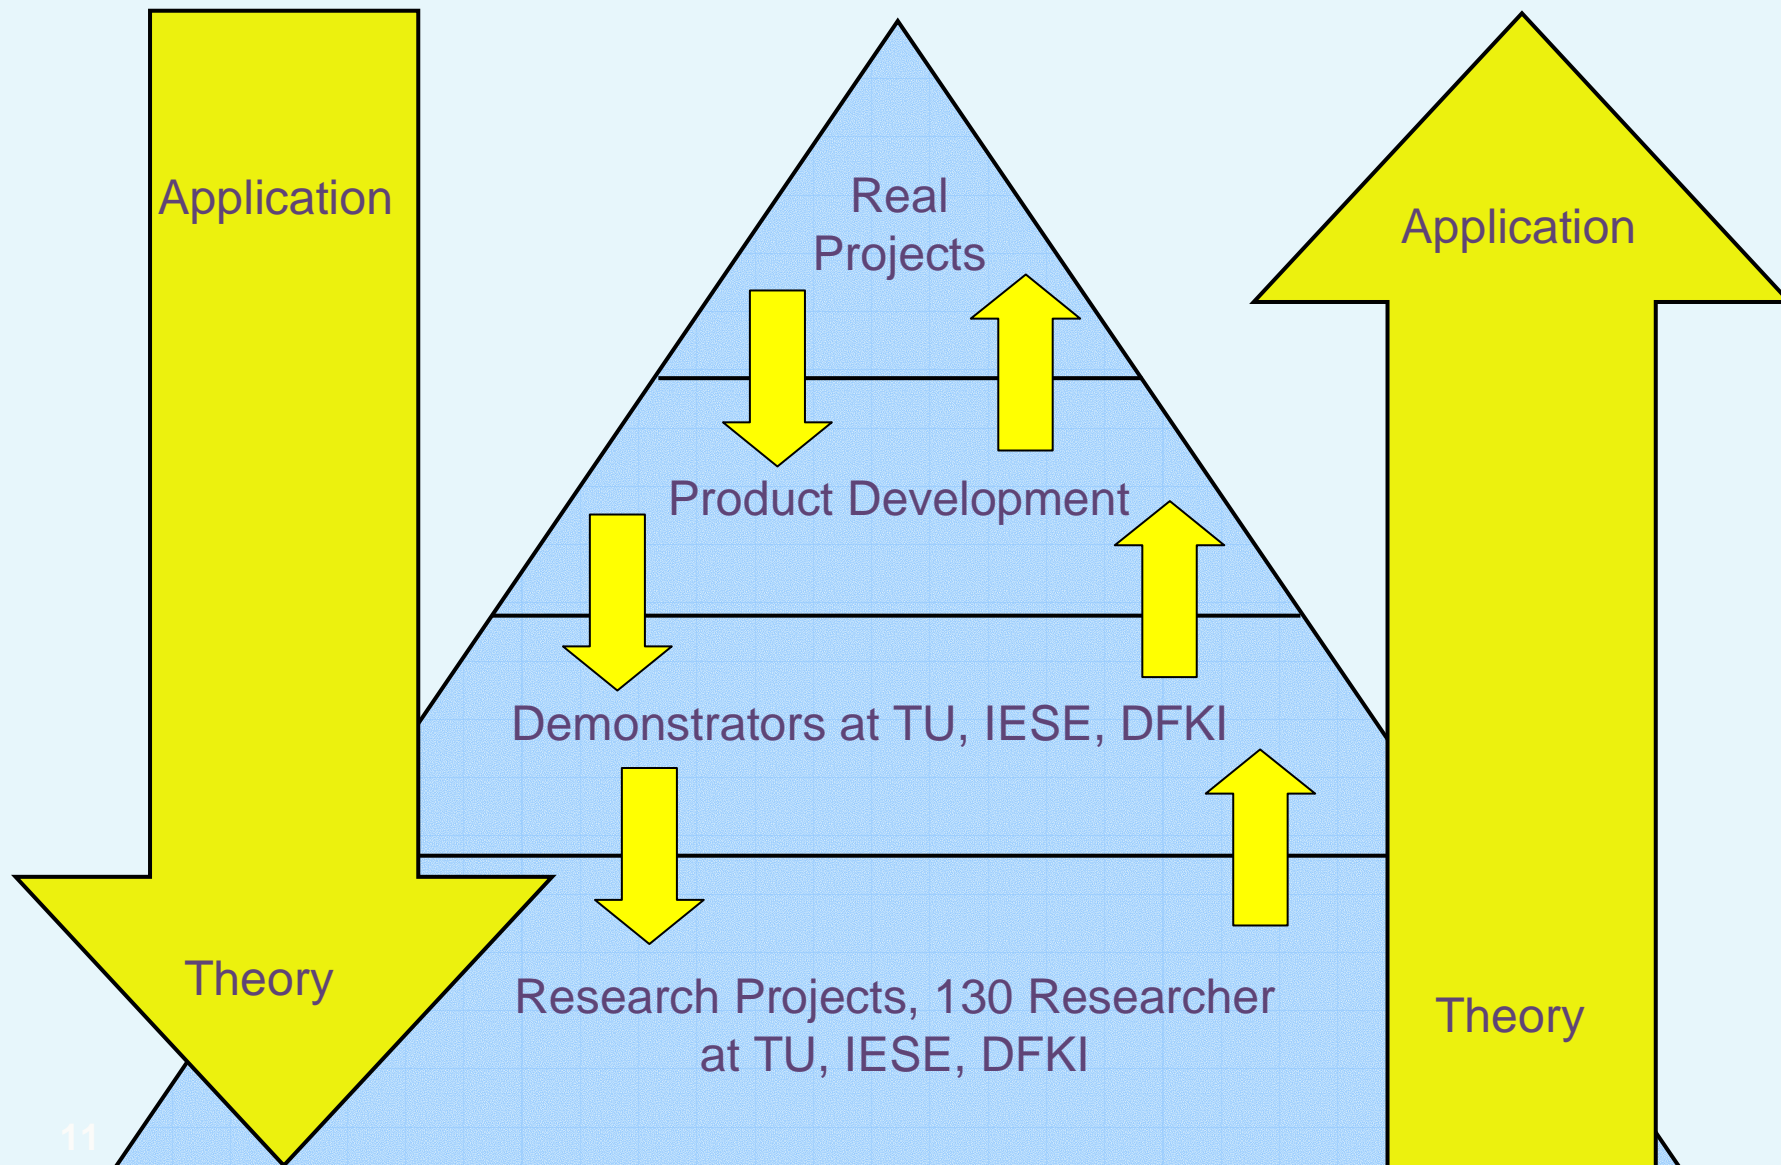 Application
Real
Projects
Application
Product Development
Demonstrators at TU, IESE, DFKI
Theory
Research Projects, 130 Researcher
at TU, IESE, DFKI
Theory
11